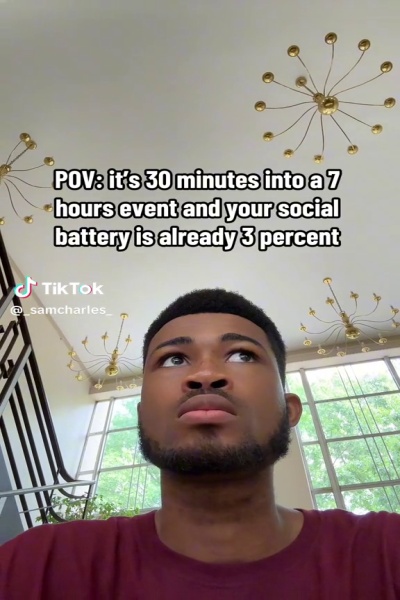 POV: it's 30 minutes into a 7
hours event and your social
battery is already 3 percent
TikTok
@_samcharles_